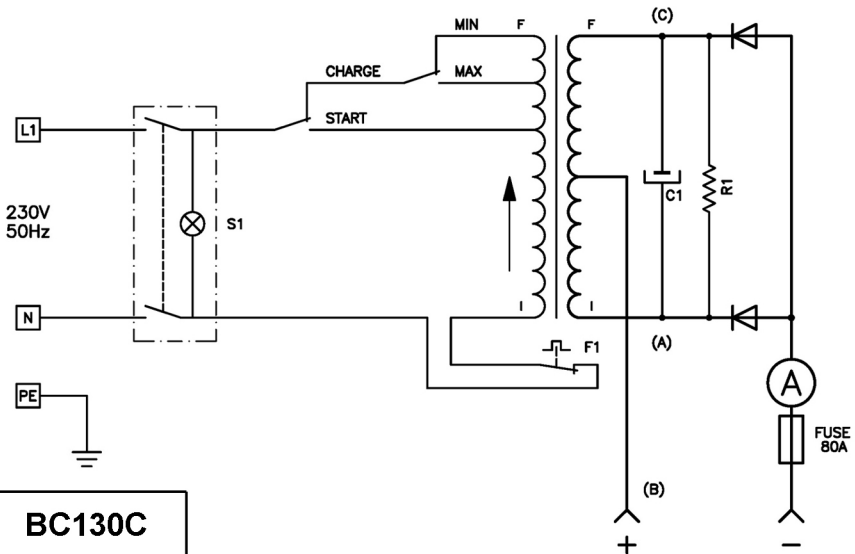 MIN
F
F
(C)
CHARGE
MAX
START
L1
230V
50Hz
S1
C1
R1
N
I
I
(A)
F1
PE
A
FUSE
80A
(B)
BC130C
+
−